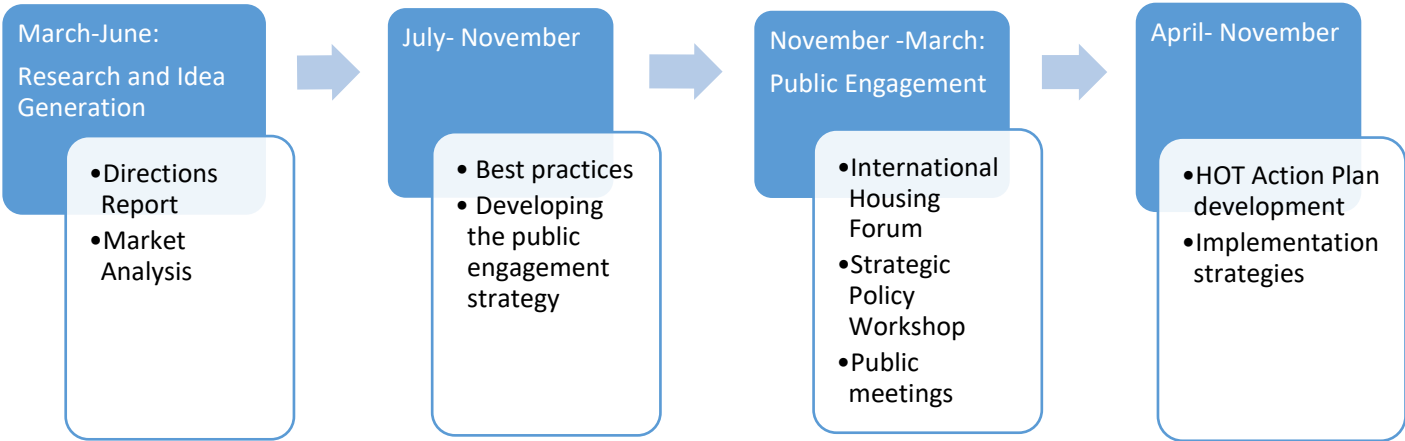 March-June:
Research and Idea
Generation
•Directions
Report
•Market
Analysis
July- November
• Best practices
• Developing
the public
engagement
strategy
November -March:
Public Engagement
•International
Housing
Forum
•Strategic
Policy
Workshop
•Public
meetings
April- November
•HOT Action Plan
development
•Implementation
strategies